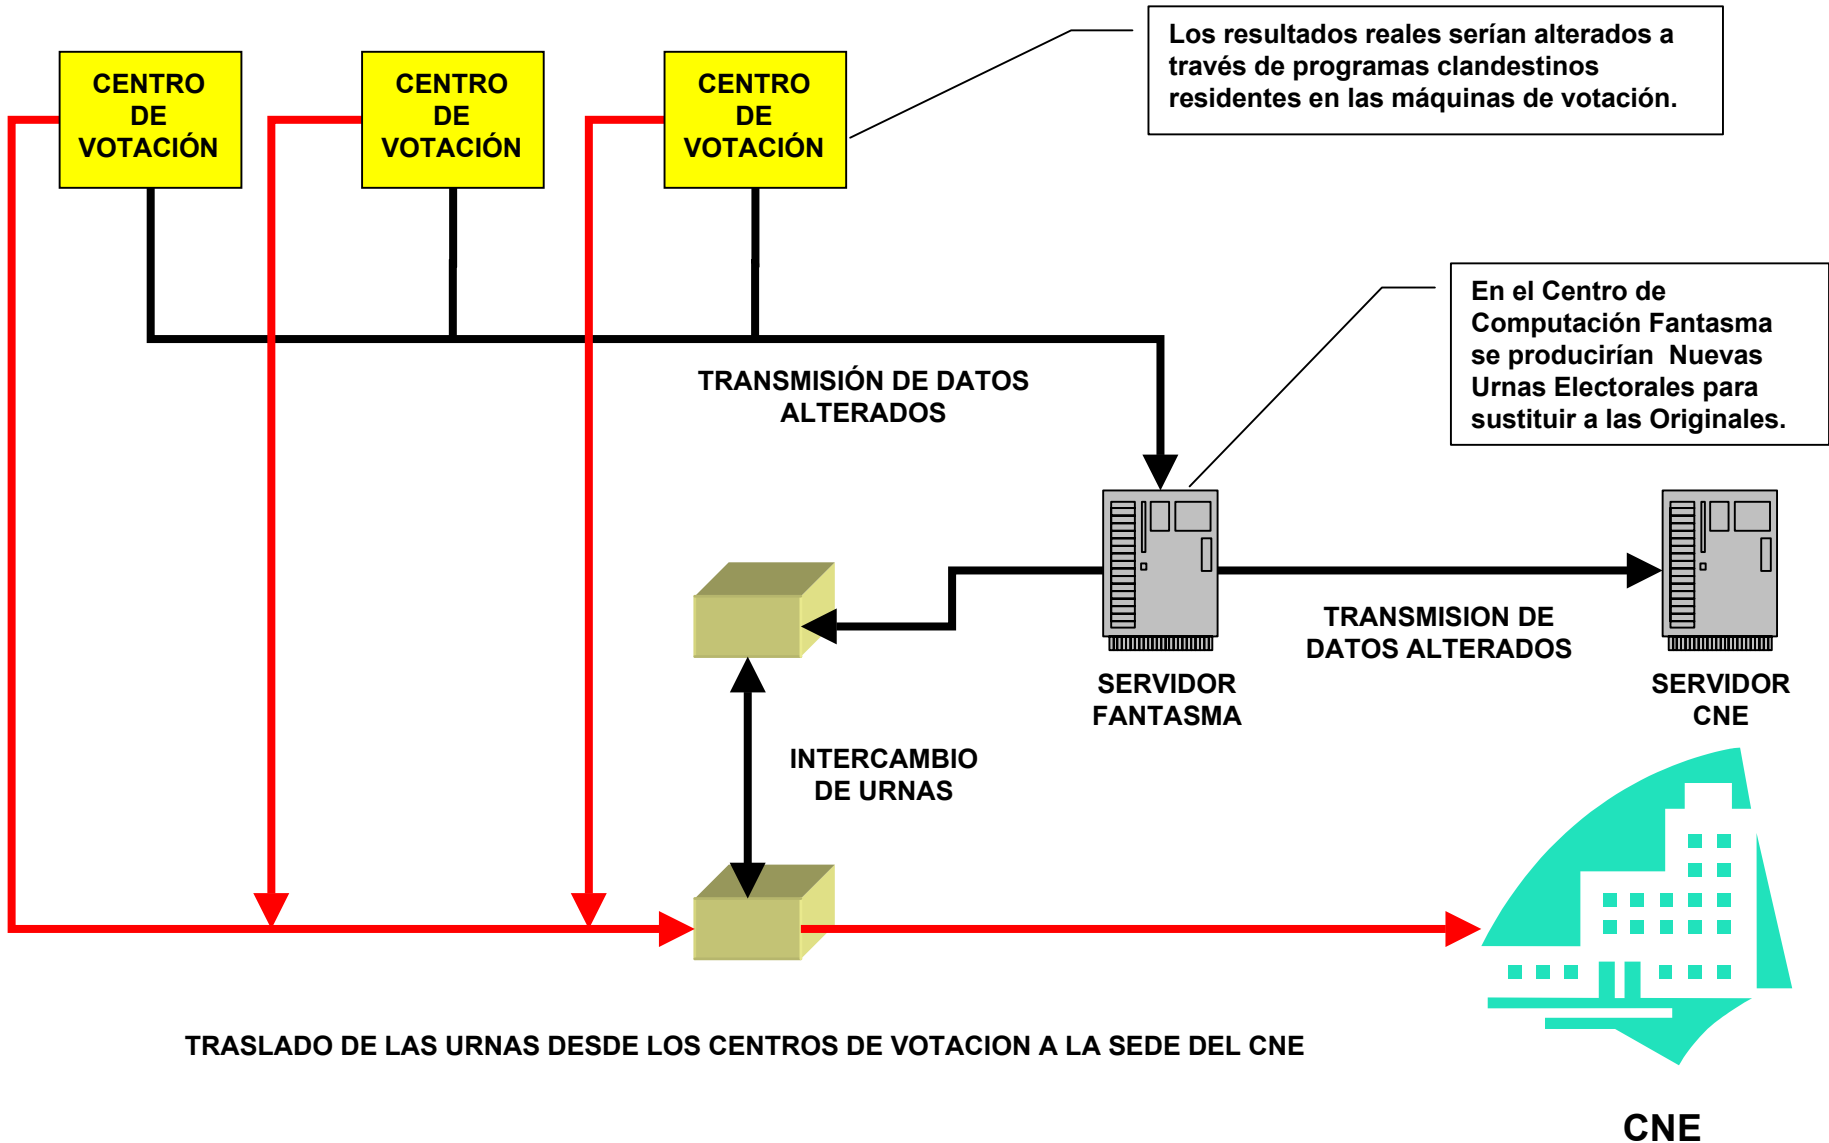 Los resultados reales serían alterados a
través de programas clandestinos
residentes en las máquinas de votación.
CENTRO
DE
VOTACIÓN
CENTRO
DE
VOTACIÓN
CENTRO
DE
VOTACIÓN
En el Centro de
Computación Fantasma
se producirían Nuevas
Urnas Electorales para
sustituir a las Originales.
TRANSMISIÓN DE DATOS
ALTERADOS
TRANSMISION DE
DATOS ALTERADOS
SERVIDOR
FANTASMA
SERVIDOR
CNE
INTERCAMBIO
DE URNAS
TRASLADO DE LAS URNAS DESDE LOS CENTROS DE VOTACION A LA SEDE DEL CNE
CNE